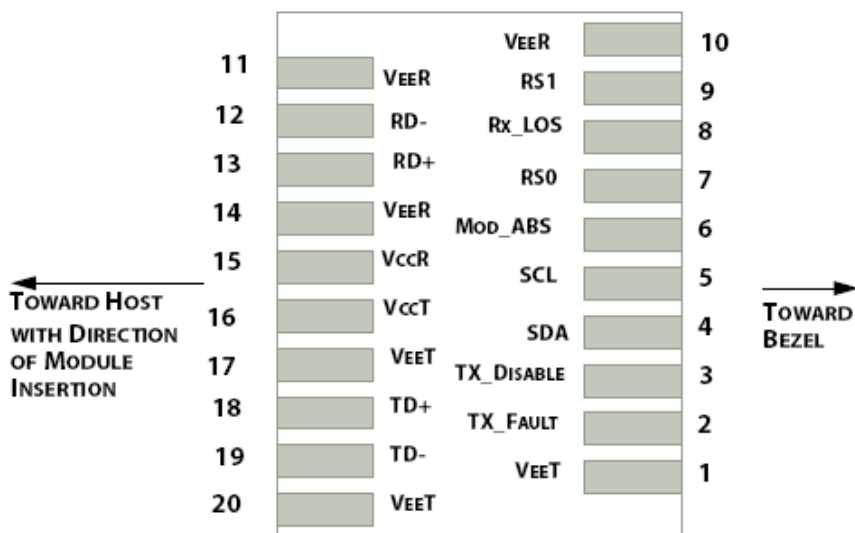 11 VEER
12 RD-
13 RD+
14 VEER
15 VCCR
16 VCCT
17 VEET
18 TD+
19 TD-
20 VEET
VEER 10
RS1 9
RX_LOS 8
RS0 7
MOD_ABS 6
SCL 5
SDA 4
TX_DISABLE 3
TX_FAULT 2
VEET 1
TOWARD HOST
WITH DIRECTION
OF MODULE
INSERTION
TOWARD
BEZEL